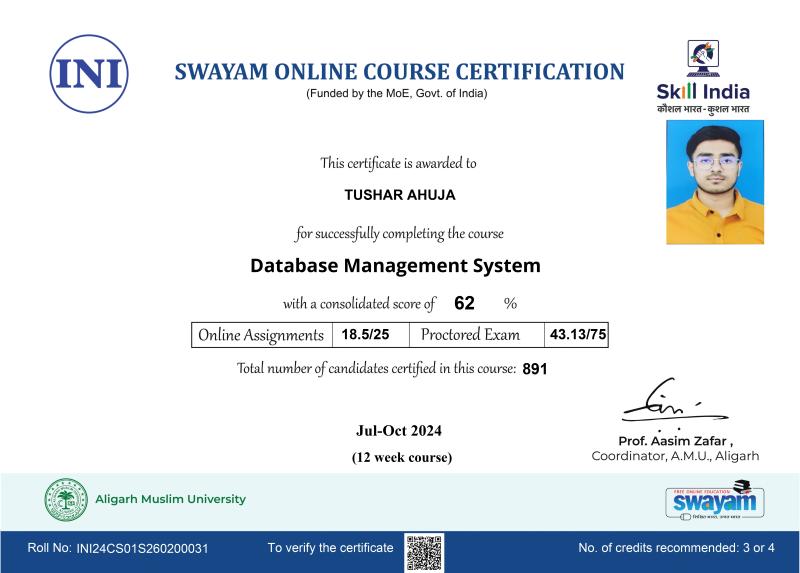 INI
SWAYAM ONLINE COURSE CERTIFICATION
(Funded by the MoE, Govt. of India)
Skill India
कौशल भारत-कुशल भारत
This certificate is awarded to
TUSHAR AHUJA
for successfully completing the course
Database Management System
with a consolidated score of 62 %
Online Assignments 18.5/25 Proctored Exam 43.13/75
Total number of candidates certified in this course: 891
Jul-Oct 2024
(12 week course)
Prof. Aasim Zafar ,
Coordinator, A.M.U., Aligarh
Aligarh Muslim University
FREE ONLINE EDUCATION
swayam
शिक्षित भारत, उन्नत भारत
Roll No: INI24CS01S260200031 To verify the certificate No. of credits recommended: 3 or 4